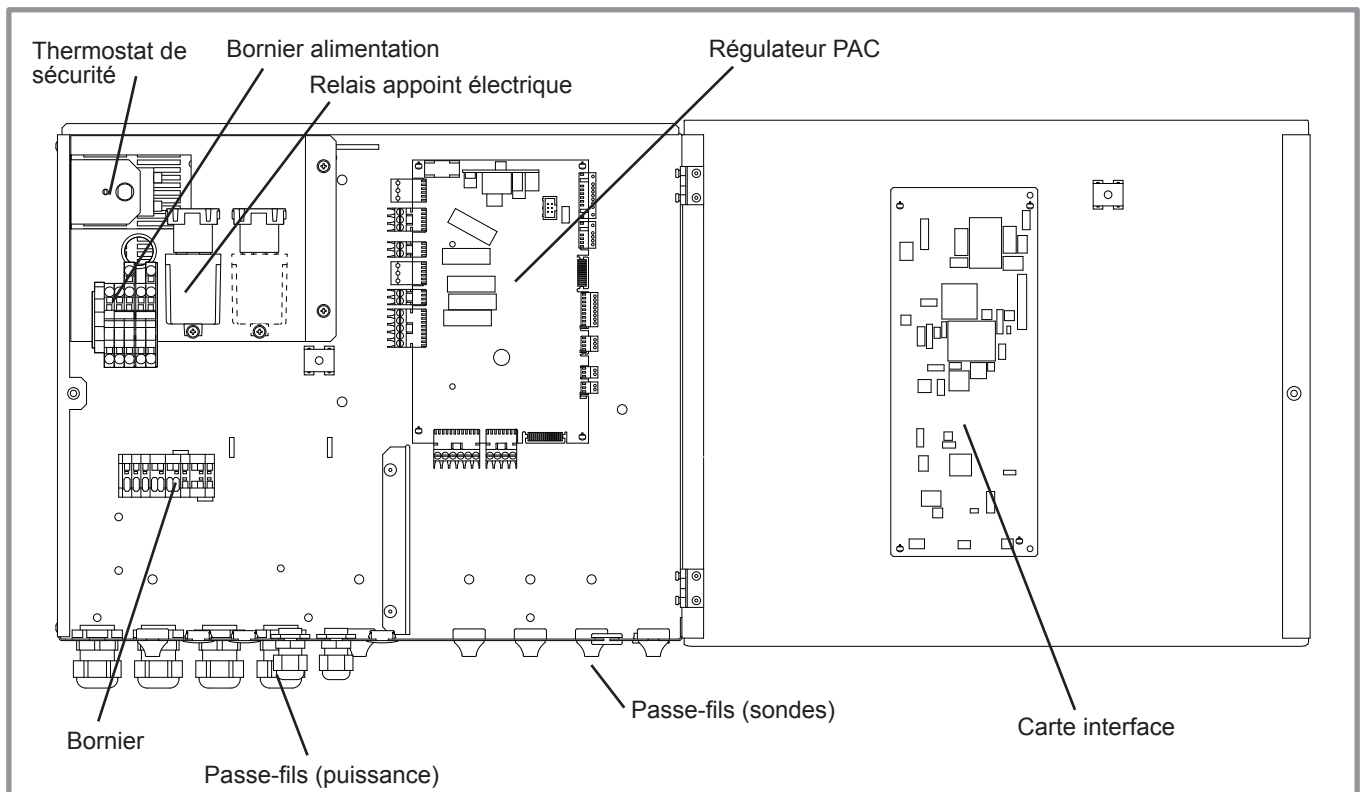 Thermostat de
sécurité
Bornier alimentation
Relais appoint électrique
Régulateur PAC
Passe-fils (sondes)
Carte interface
Bornier
Passe-fils (puissance)